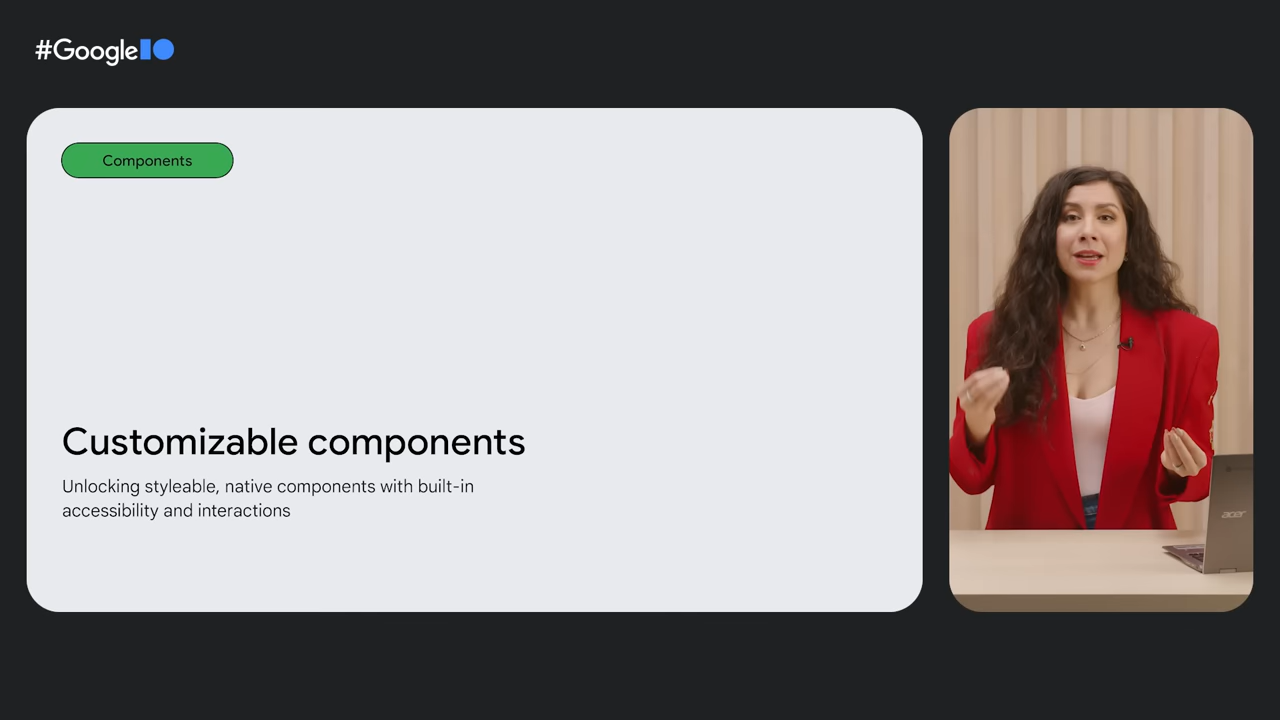 #GoogleIO
Components
Customizable components
Unlocking styleable, native components with built-in
accessibility and interactions
acer